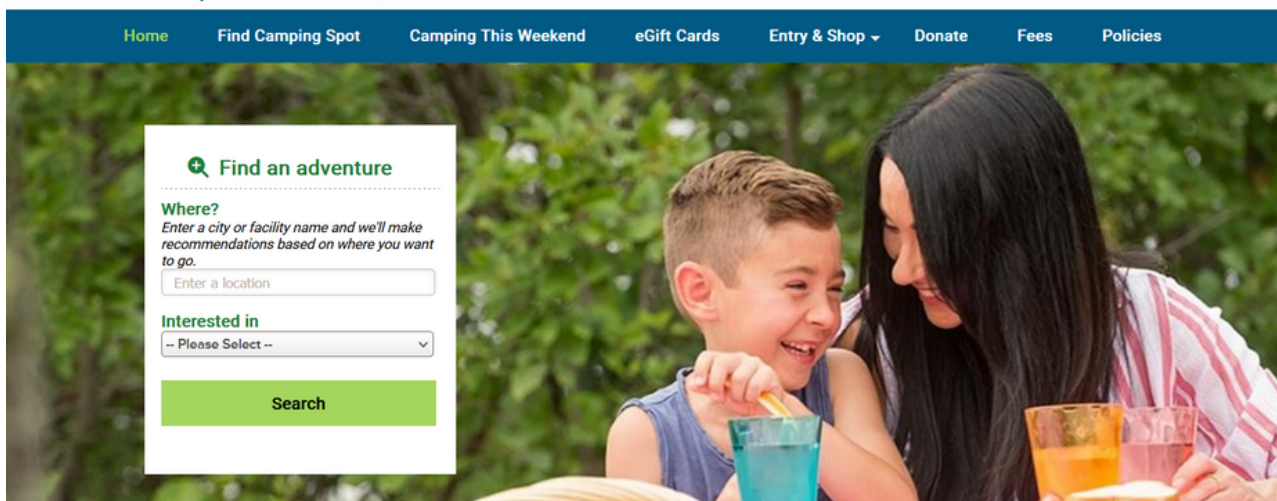 Home Find Camping Spot Camping This Weekend eGift Cards Entry & Shop Donate Fees Policies
Find an adventure
Where?
Enter a city or facility name and we'll make
recommendations based on where you want
to go.
Enter a location
Interested in
-- Please Select --
Search